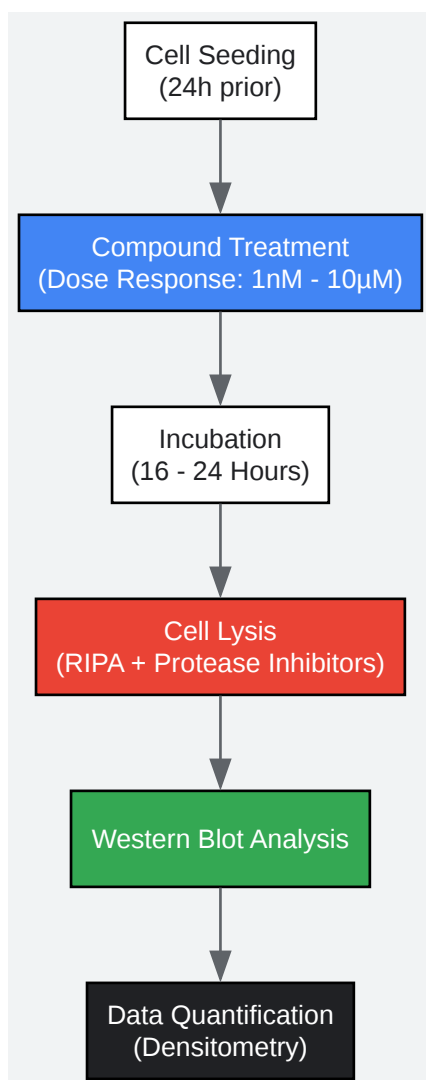 Cell Seeding
(24h prior)
Compound Treatment
(Dose Response: 1nM - 10µM)
Incubation
(16 - 24 Hours)
Cell Lysis
(RIPA + Protease Inhibitors)
Western Blot Analysis
Data Quantification
(Densitometry)